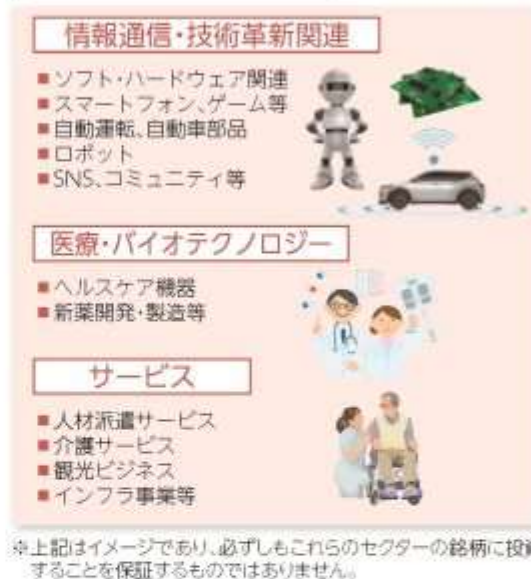 情報通信・技術革新関連
■ソフト・ハードウェア関連
■スマートフォン、ゲーム等
■自動運転、自動車部品
■ロボット
■SNS、コミュニティ等
医療・バイオテクノロジー
■ヘルスケア機器
■新薬開発・製造等
サービス
■人材派遣サービス
■介護サービス
■観光ビジネス
■インフラ事業等
※上記はイメージであり、必ずしもこれらのセクターの銘柄に投資
することを保証するものではありません。